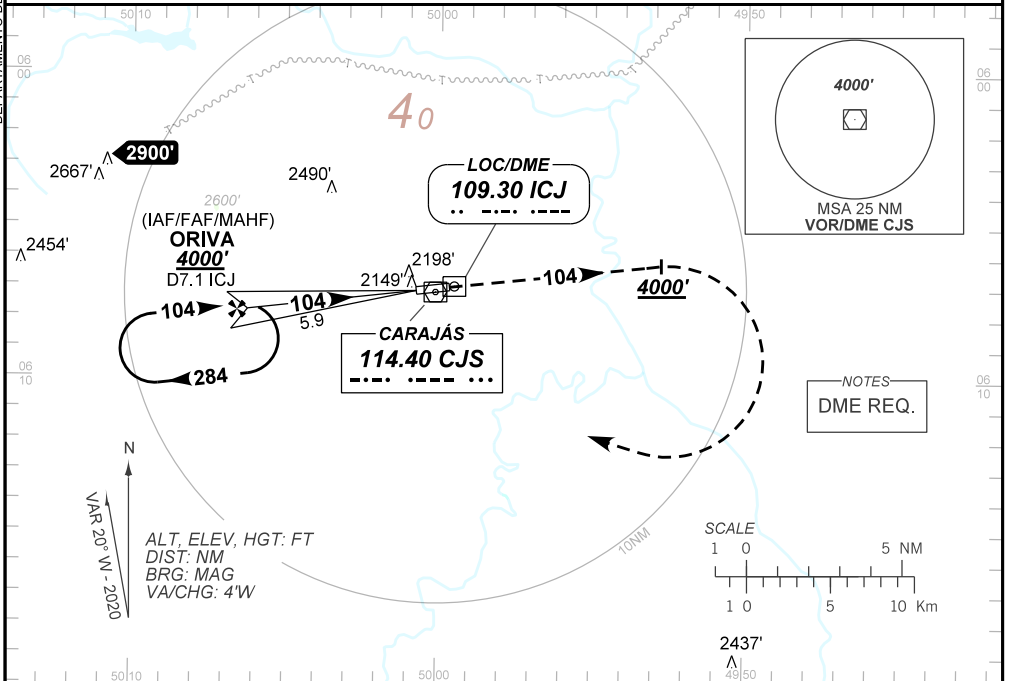 50 10
50 00
49 50
06 00
06 00
4000'
MSA 25 NM
VOR/DME CJS
40
2900'
2667'
2490'
LOC/DME
109.30 ICJ
.. -.-. .---
2600'
(IAF/FAF/MAHF)
ORIVA
4000'
D7.1 ICJ
2454'
2198'
2149'
104
104
5.9
104
4000'
CARAJÁS
114.40 CJS
-.-. .--- ...
284
06 10
06 10
NOTES
DME REQ.
N
VAR 20° W - 2020
ALT, ELEV, HGT: FT
DIST: NM
BRG: MAG
VA/CHG: 4'W
10NM
SCALE
1 0 5 NM
1 0 5 10 Km
2437'
50 10
50 00
49 50
T T T T T T